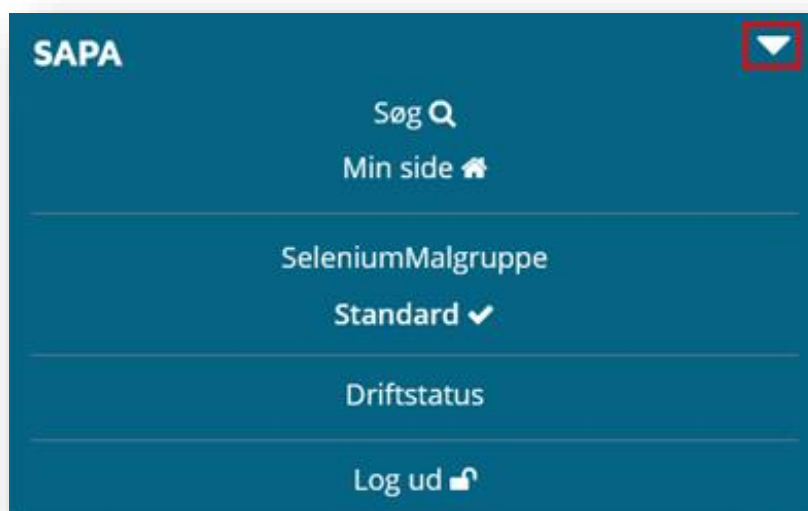 SAPA
Søg
Min side
SeleniumMalgruppe
Standard
Driftstatus
Log ud